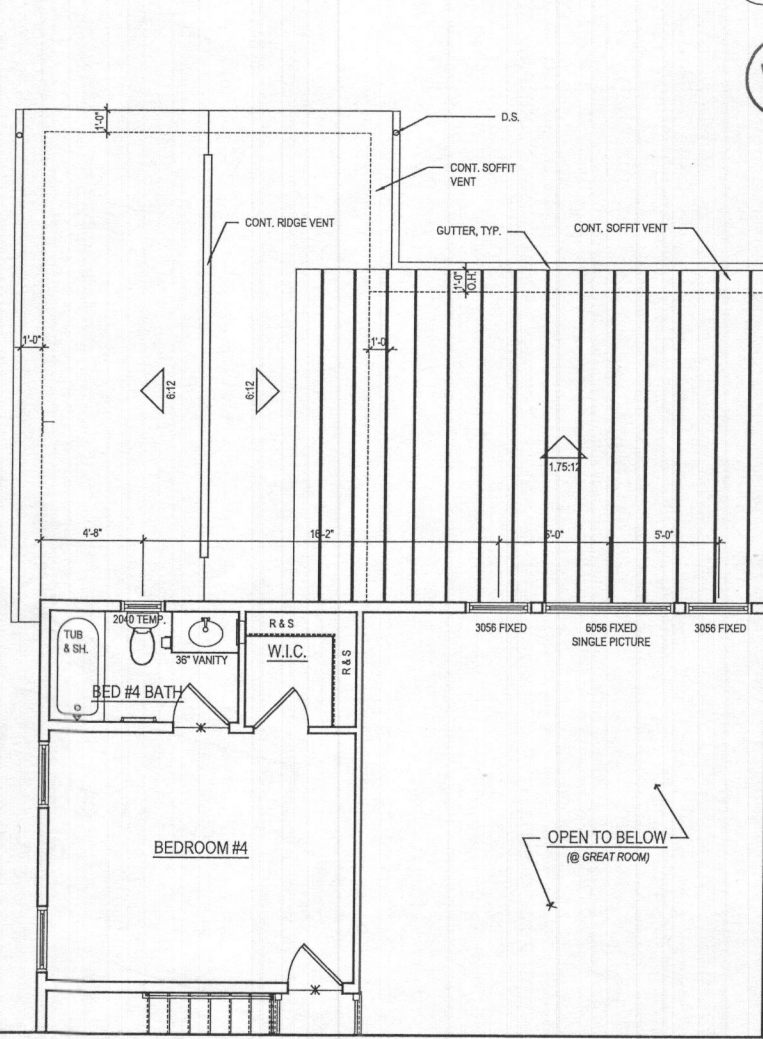 1'-0"
D.S.
CONT. SOFFIT
VENT
CONT. RIDGE VENT
GUTTER, TYP.
CONT. SOFFIT VENT
1'-0"
O.H.
1'-0"
1'-0
6:12
6:12
1.75:12
4'-8"
16'-2"
5'-0"
5'-0"
2040 TEMP.
R & S
3056 FIXED
6056 FIXED
SINGLE PICTURE
3056 FIXED
TUB
& SH.
36" VANITY
W.I.C.
R & S
BED #4 BATH
BEDROOM #4
OPEN TO BELOW
(@ GREAT ROOM)